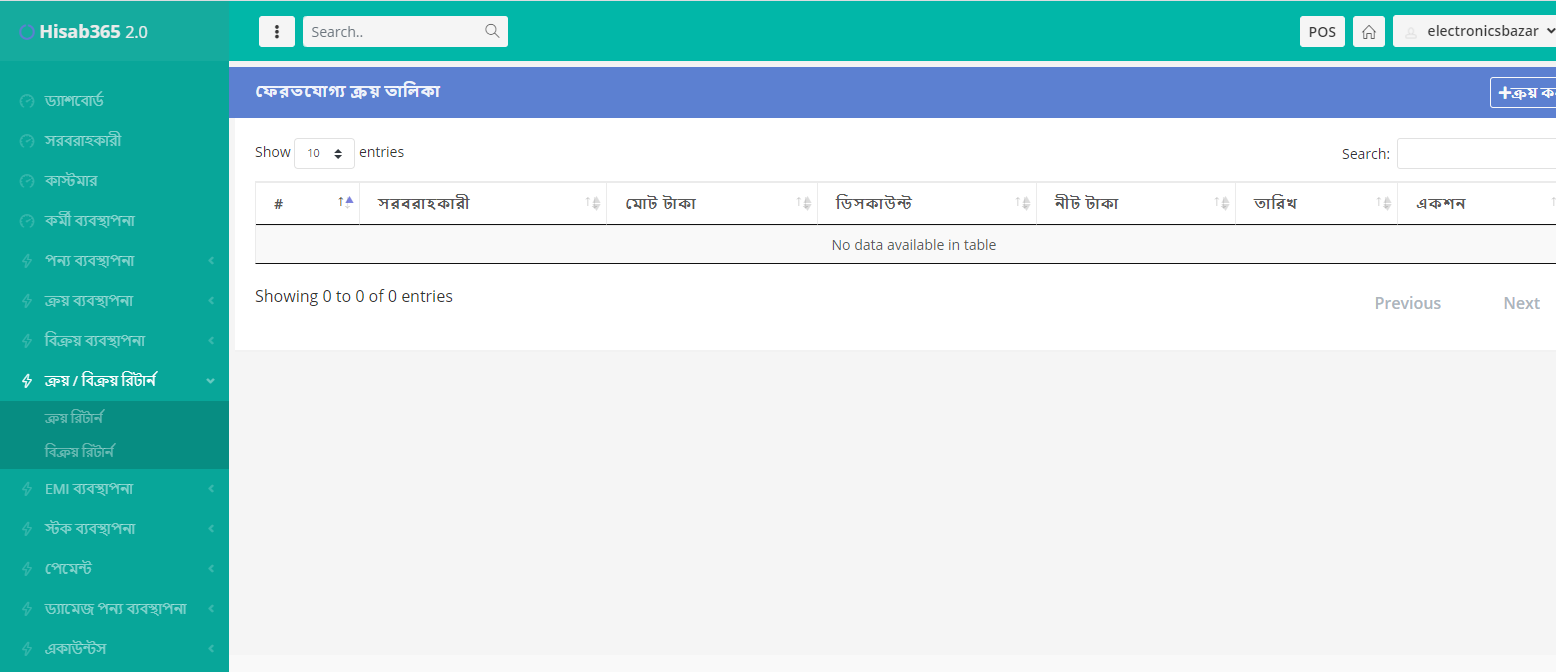 Hisab365 2.0
Search..
POS
electronicsbazar
ড্যাশবোর্ড
সরবরাহকারী
কাস্টমার
কর্মী ব্যবস্থাপনা
পন্য ব্যবস্থাপনা
ক্রয় ব্যবস্থাপনা
বিক্রয় ব্যবস্থাপনা
ক্রয় / বিক্রয় রিটার্ন
ক্রয় রিটার্ন
বিক্রয় রিটার্ন
EMI ব্যবস্থাপনা
স্টক ব্যবস্থাপনা
পেমেন্ট
ড্যামেজ পন্য ব্যবস্থাপনা
একাউন্টস
ফেরতযোগ্য ক্রয় তালিকা
+ক্রয়
Show 10 entries
Search:
# সরবরাহকারী মোট টাকা ডিসকাউন্ট নীট টাকা তারিখ একশন
No data available in table
Showing 0 to 0 of 0 entries
Previous Next